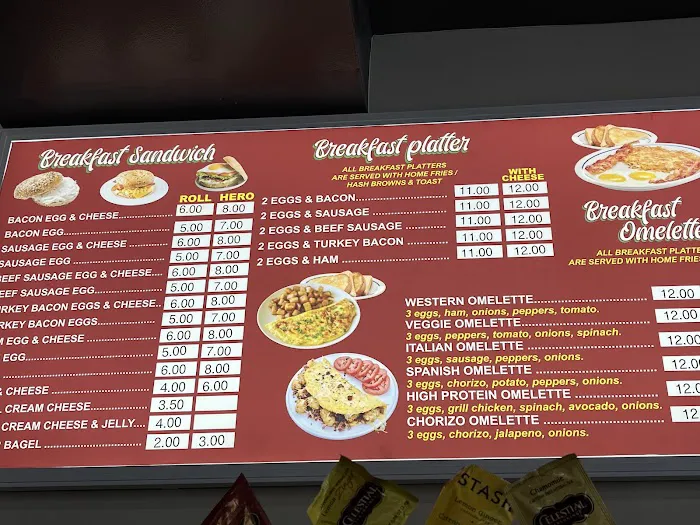 Breakfast Sandwich
ROLL HERO
BACON EGG & CHEESE 6.00 8.00
BACON EGG 5.00 7.00
SAUSAGE EGG & CHEESE 6.00 8.00
SAUSAGE EGG 5.00 7.00
BEEF SAUSAGE EGG & CHEESE 6.00 8.00
BEEF SAUSAGE EGG 5.00 7.00
TURKEY BACON EGGS & CHEESE 6.00 8.00
TURKEY BACON EGGS 5.00 7.00
EGG & CHEESE 6.00 8.00
EGG 5.00 7.00
6.00 8.00
& CHEESE 4.00 6.00
CREAM CHEESE 3.50
CREAM CHEESE & JELLY 4.00
BAGEL 2.00 3.00
Breakfast platter
ALL BREAKFAST PLATTERS
ARE SERVED WITH HOME FRIES /
HASH BROWNS & TOAST
WITH
CHEESE
2 EGGS & BACON 11.00 12.00
2 EGGS & SAUSAGE 11.00 12.00
2 EGGS & BEEF SAUSAGE 11.00 12.00
2 EGGS & TURKEY BACON 11.00 12.00
2 EGGS & HAM 11.00 12.00
Breakfast
Omelette
ALL BREAKFAST PLATTE
ARE SERVED WITH HOME FRIES
WESTERN OMELETTE 12.00
3 eggs, ham, onions, peppers, tomato.
VEGGIE OMELETTE 12.00
3 eggs, peppers, tomato, onions, spinach.
ITALIAN OMELETTE 12.0
3 eggs, sausage, peppers, onions.
SPANISH OMELETTE 12.0
3 eggs, chorizo, potato, peppers, onions.
HIGH PROTEIN OMELETTE 12.0
3 eggs, grill chicken, spinach, avocado, onions.
CHORIZO OMELETTE 12.0
3 eggs, chorizo, jalapeno, onions.
CELESTIAL
STASH
Chamomile
CELESTIAL